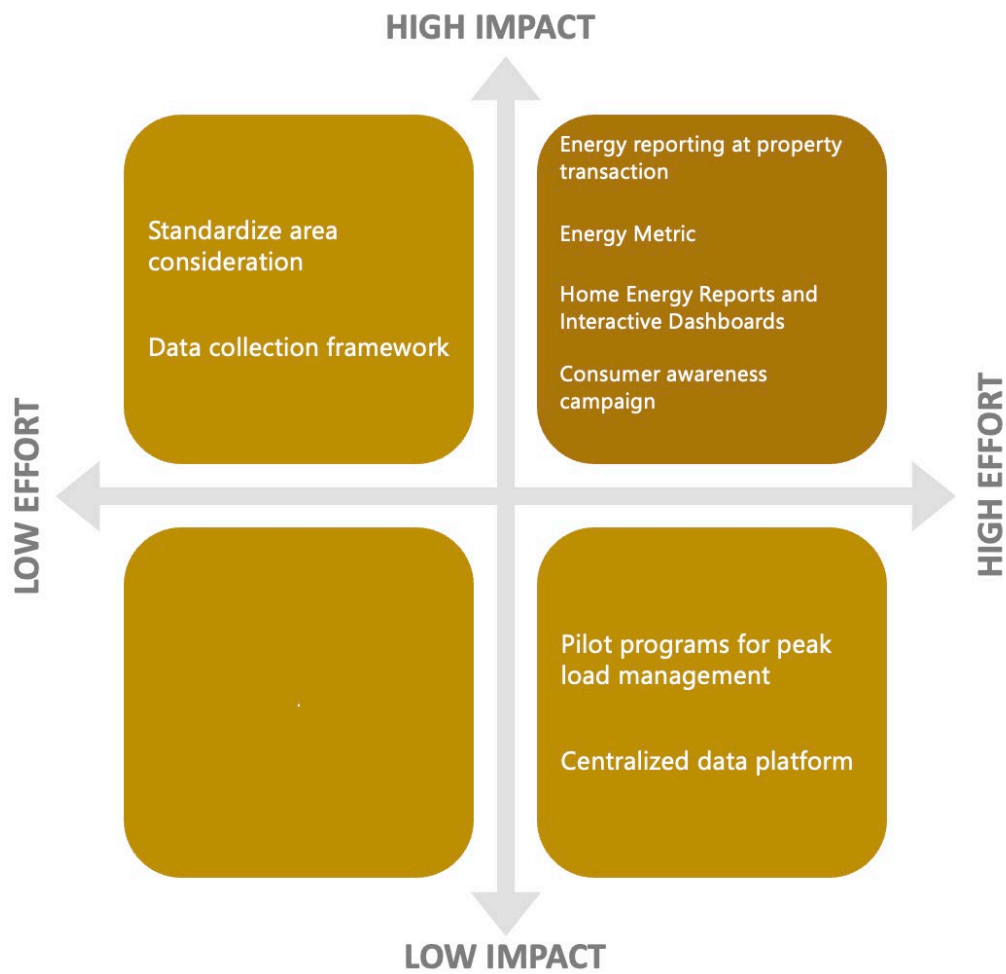 HIGH IMPACT
Standardize area
consideration
Data collection framework
Energy reporting at property
transaction
Energy Metric
Home Energy Reports and
Interactive Dashboards
Consumer awareness
campaign
LOW EFFORT
HIGH EFFORT
.
Pilot programs for peak
load management
Centralized data platform
LOW IMPACT